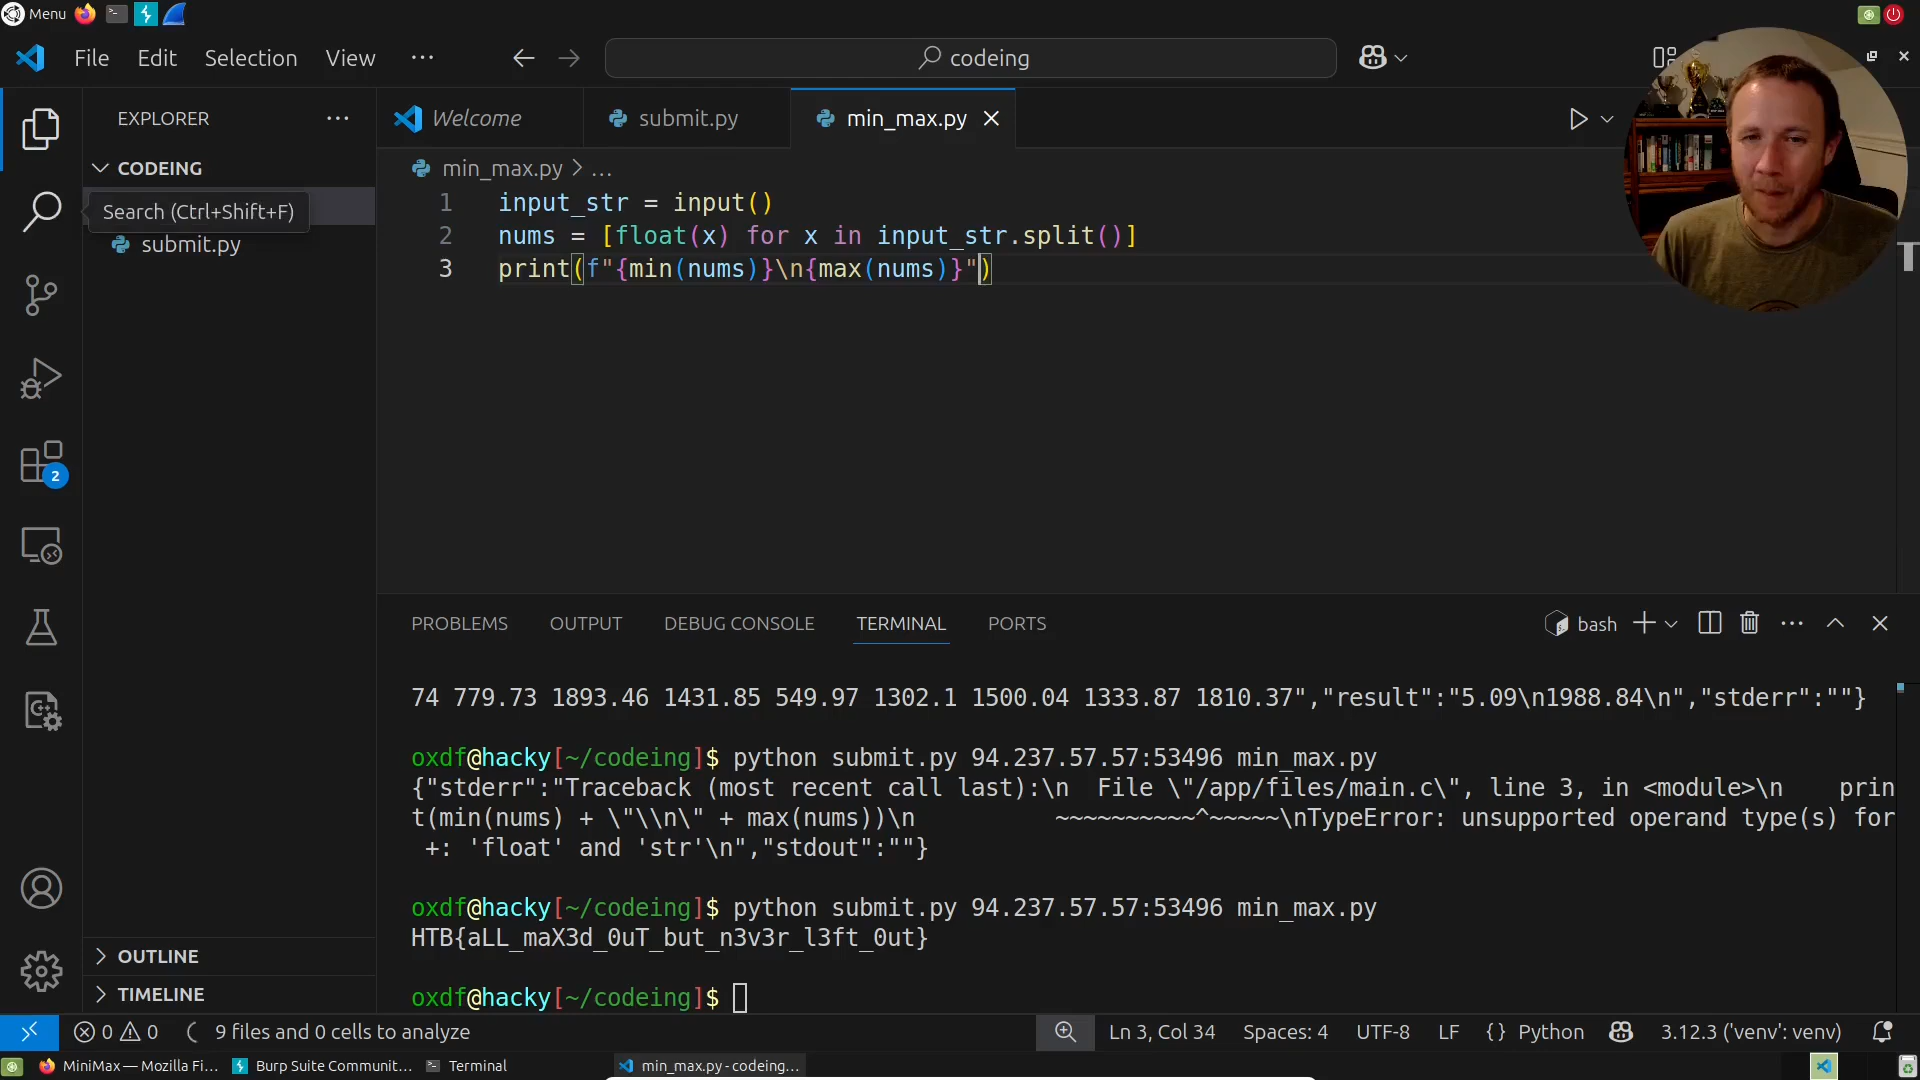 Menu
File Edit Selection View ··· codeing
EXPLORER ···
Welcome submit.py min_max.py
CODEING
min_max.py > ...
Search (Ctrl+Shift+F)
submit.py
1 input_str = input()
2 nums = [float(x) for x in input_str.split()]
3 print(f"{min(nums)}\n{max(nums)}")
2
PROBLEMS OUTPUT DEBUG CONSOLE TERMINAL PORTS
bash
74 779.73 1893.46 1431.85 549.97 1302.1 1500.04 1333.87 1810.37","result":"5.09\n1988.84\n","stderr":""}
oxdf@hacky[~/codeing]$ python submit.py 94.237.57.57:53496 min_max.py
{"stderr":"Traceback (most recent call last):\n  File \"/app/files/main.c\", line 3, in <module>\n    prin
t(min(nums) + \"\\n\" + max(nums))\n          ~~~~~~~~~~^~~~~~\nTypeError: unsupported operand type(s) for
 +: 'float' and 'str'\n","stdout":""}
oxdf@hacky[~/codeing]$ python submit.py 94.237.57.57:53496 min_max.py
HTB{aLL_maX3d_0uT_but_n3v3r_l3ft_0ut}
oxdf@hacky[~/codeing]$
OUTLINE
TIMELINE
0 0 9 files and 0 cells to analyze Ln 3, Col 34 Spaces: 4 UTF-8 LF {} Python 3.12.3 ('venv': venv)
MiniMax — Mozilla Fi... Burp Suite Communit... Terminal min_max.py - codeing...